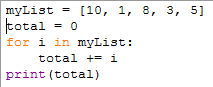 myList = [10, 1, 8, 3, 5]
total = 0
for i in myList:
    total += i
print(total)